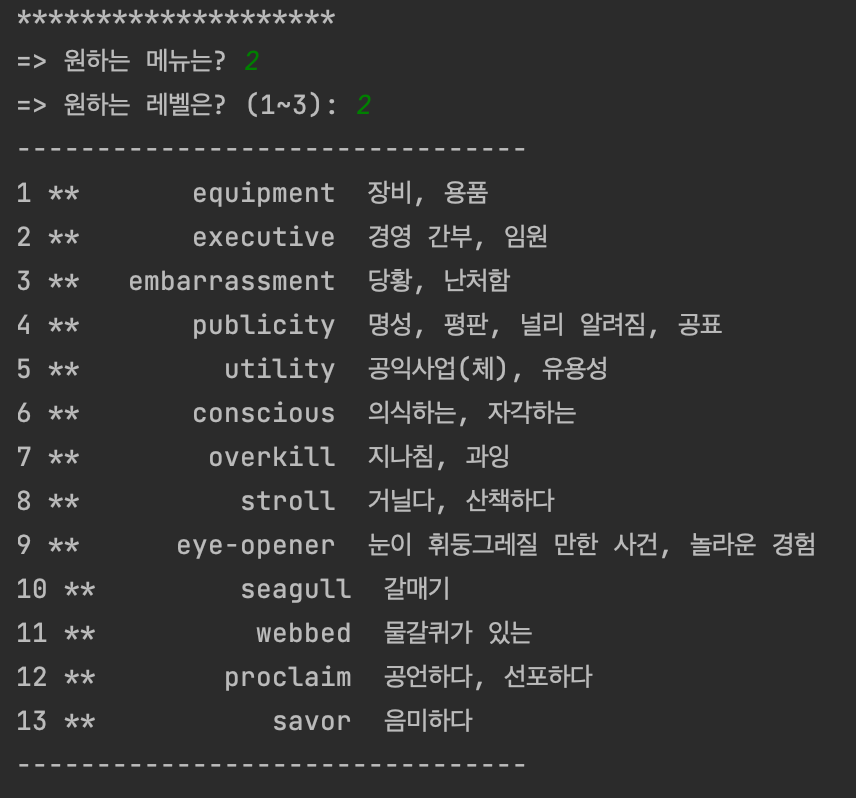 ********************
=> 원하는 메뉴는? 2
=> 원하는 레벨은? (1~3): 2
--------------------------------
1 **       equipment  장비, 용품
2 **       executive  경영 간부, 임원
3 **   embarrassment  당황, 난처함
4 **       publicity  명성, 평판, 널리 알려짐, 공표
5 **         utility  공익사업(체), 유용성
6 **       conscious  의식하는, 자각하는
7 **        overkill  지나침, 과잉
8 **          stroll  거닐다, 산책하다
9 **      eye-opener  눈이 휘둥그레질 만한 사건, 놀라운 경험
10 **         seagull  갈매기
11 **          webbed  물갈퀴가 있는
12 **        proclaim  공언하다, 선포하다
13 **           savor  음미하다
--------------------------------